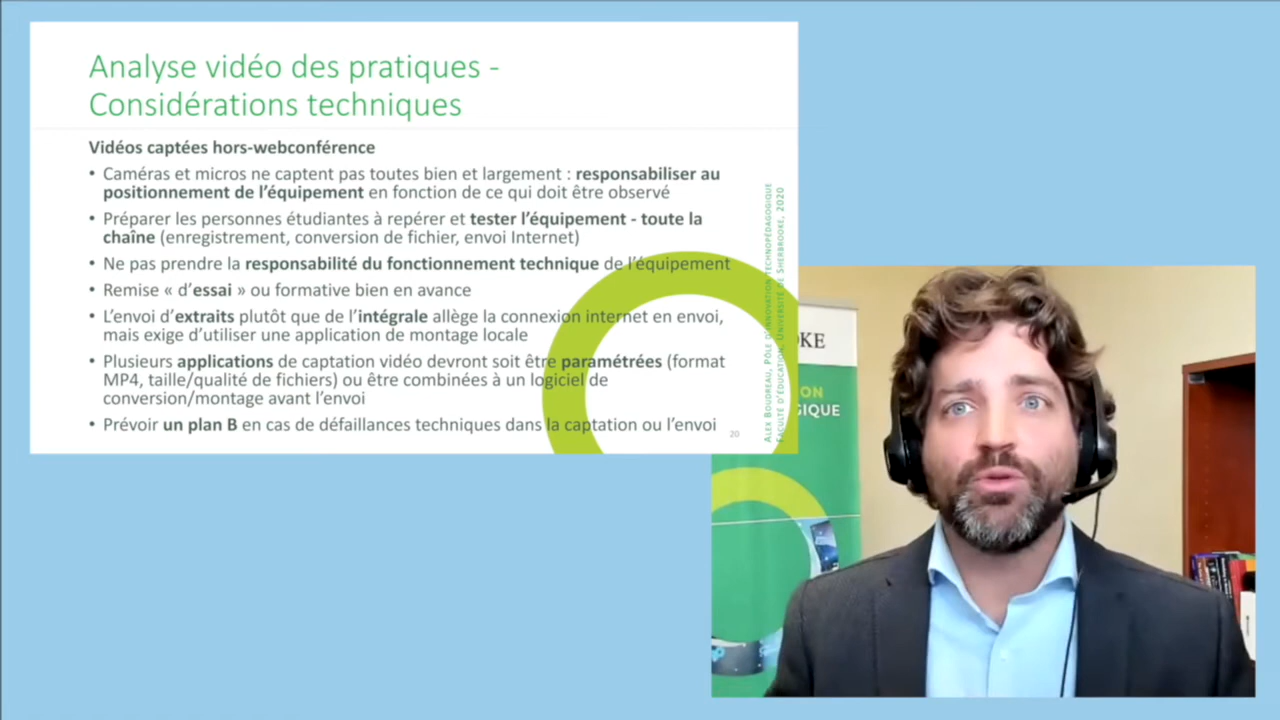 Analyse vidéo des pratiques -
Considérations techniques
Vidéos captées hors-webconférence
• Caméras et micros ne captent pas toutes bien et largement : responsabiliser au
positionnement de l'équipement en fonction de ce qui doit être observé
• Préparer les personnes étudiantes à repérer et tester l'équipement - toute la
chaîne (enregistrement, conversion de fichier, envoi Internet)
• Ne pas prendre la responsabilité du fonctionnement technique de l'équipement
• Remise « d'essai » ou formative bien en avance
• L'envoi d'extraits plutôt que de l'intégrale allège la connexion internet en envoi,
mais exige d'utiliser une application de montage locale
• Plusieurs applications de captation vidéo devront soit être paramétrées (format
MP4, taille/qualité de fichiers) ou être combinées à un logiciel de
conversion/montage avant l'envoi
• Prévoir un plan B en cas de défaillances techniques dans la captation ou l'envoi
20
Alex Boudreau, Pôle d'innovation technopédagogique
Faculté d'éducation, Université de Sherbrooke, 2020
OKE
ON
GIQUE